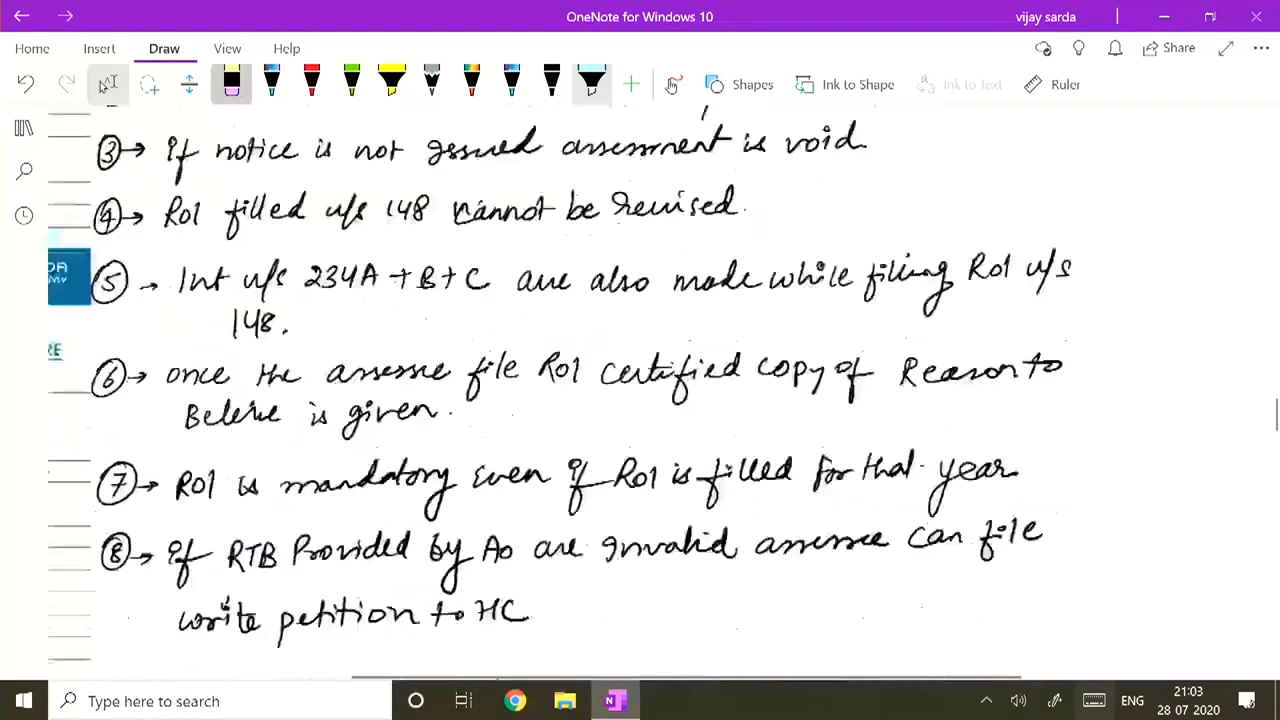 OneNote for Windows 10
vijay sarda
Home Insert Draw View Help
Share
Shapes Ink to Shape Ink to Text Ruler
③→ If notice is not issued assessment is void
④→ ROI filled u/s 148 cannot be revised.
⑤→ Int u/s 234A+B+C are also made while filing ROI u/s
148.
⑥→ once the assessee file ROI certified copy of Reason to
Beleive is given.
⑦→ ROI is mandatory even if ROI is filled for that year
⑧→ If RTB Provided by AO are invalid assessee can file
write petition to HC
Type here to search
ENG
21:03
28 07 2020